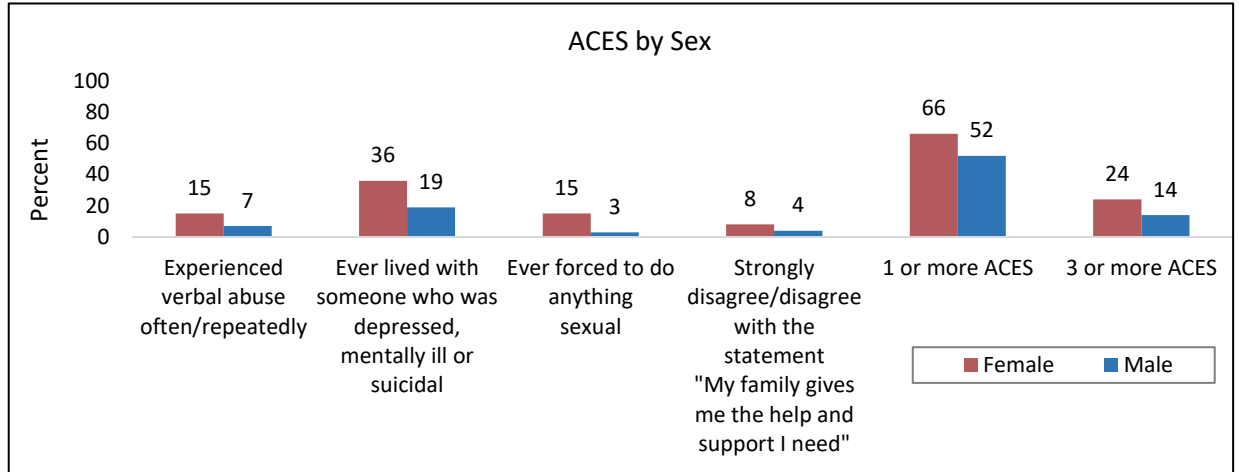 ACES by Sex
Percent
100
80
60
40
20
0
15
7
36
19
15
3
8
4
66
52
24
14
Experienced
verbal abuse
often/repeatedly
Ever lived with
someone who was
depressed,
mentally ill or
suicidal
Ever forced to do
anything
sexual
Strongly
disagree/disagree
with the
statement
"My family gives
me the help and
support I need"
1 or more ACES
3 or more ACES
Female
Male